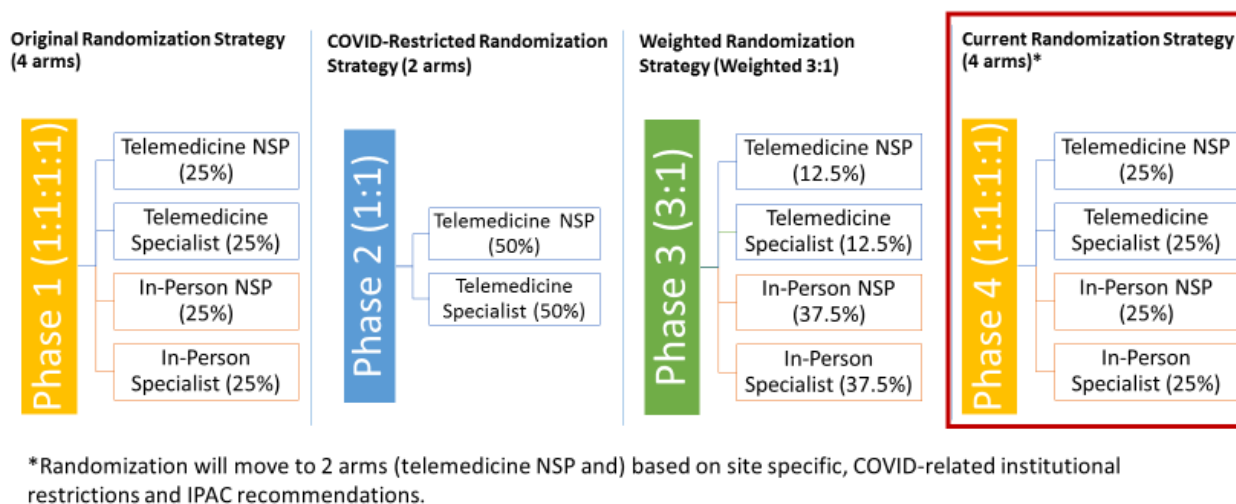 Original Randomization Strategy
(4 arms)
Phase 1 (1:1:1:1)
Telemedicine NSP
(25%)
Telemedicine
Specialist (25%)
In-Person NSP
(25%)
In-Person
Specialist (25%)
COVID-Restricted Randomization
Strategy (2 arms)
Phase 2 (1:1)
Telemedicine NSP
(50%)
Telemedicine
Specialist (50%)
Weighted Randomization
Strategy (Weighted 3:1)
Phase 3 (3:1)
Telemedicine NSP
(12.5%)
Telemedicine
Specialist (12.5%)
In-Person NSP
(37.5%)
In-Person
Specialist (37.5%)
Current Randomization Strategy
(4 arms)*
Phase 4 (1:1:1:1)
Telemedicine NSP
(25%)
Telemedicine
Specialist (25%)
In-Person NSP
(25%)
In-Person
Specialist (25%)
*Randomization will move to 2 arms (telemedicine NSP and) based on site specific, COVID-related institutional
restrictions and IPAC recommendations.